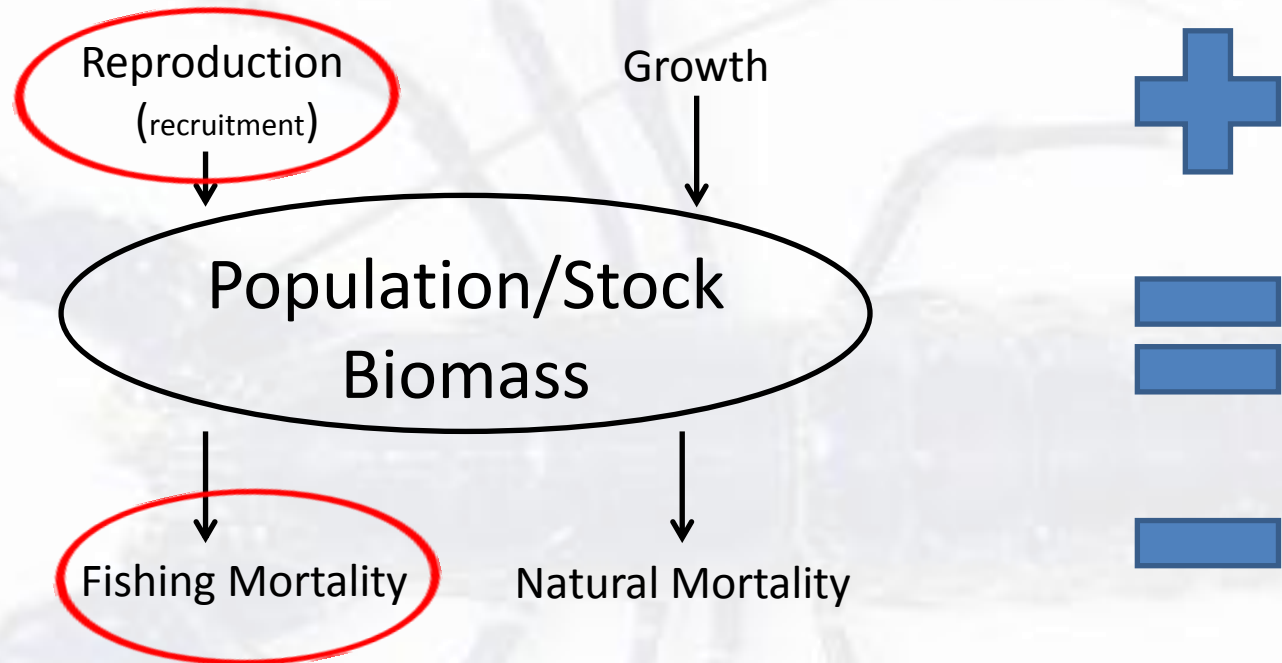 Reproduction
(recruitment)
Growth
Population/Stock
Biomass
Fishing Mortality
Natural Mortality